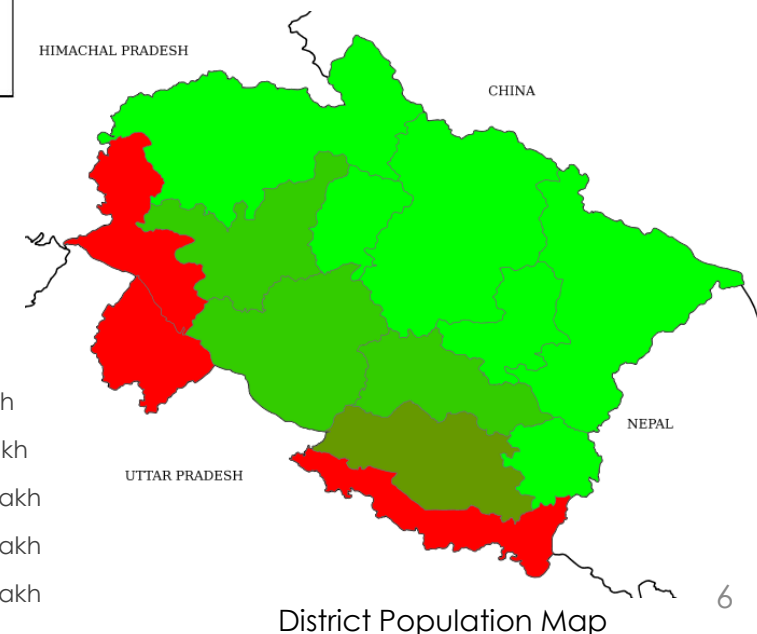 HIMACHAL PRADESH
CHINA
NEPAL
UTTAR PRADESH
6
District Population Map